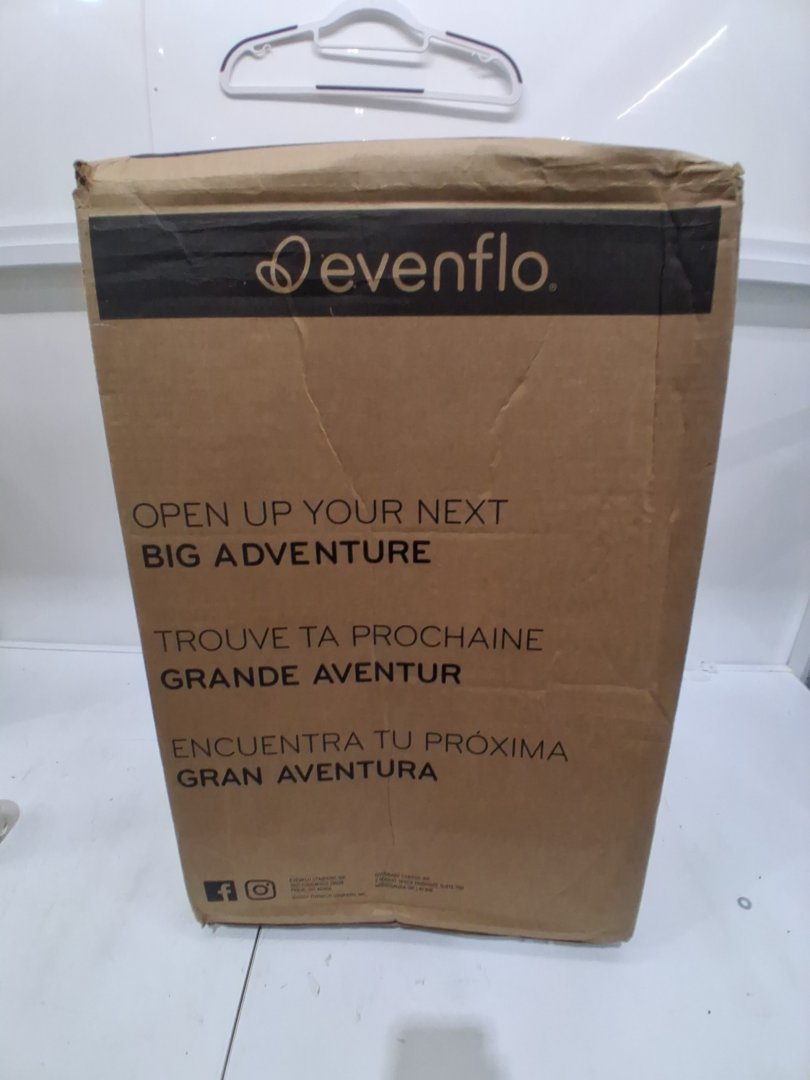 evenflo®
OPEN UP YOUR NEXT
BIG ADVENTURE
TROUVE TA PROCHAINE
GRANDE AVENTUR
ENCUENTRA TU PRÓXIMA
GRAN AVENTURA